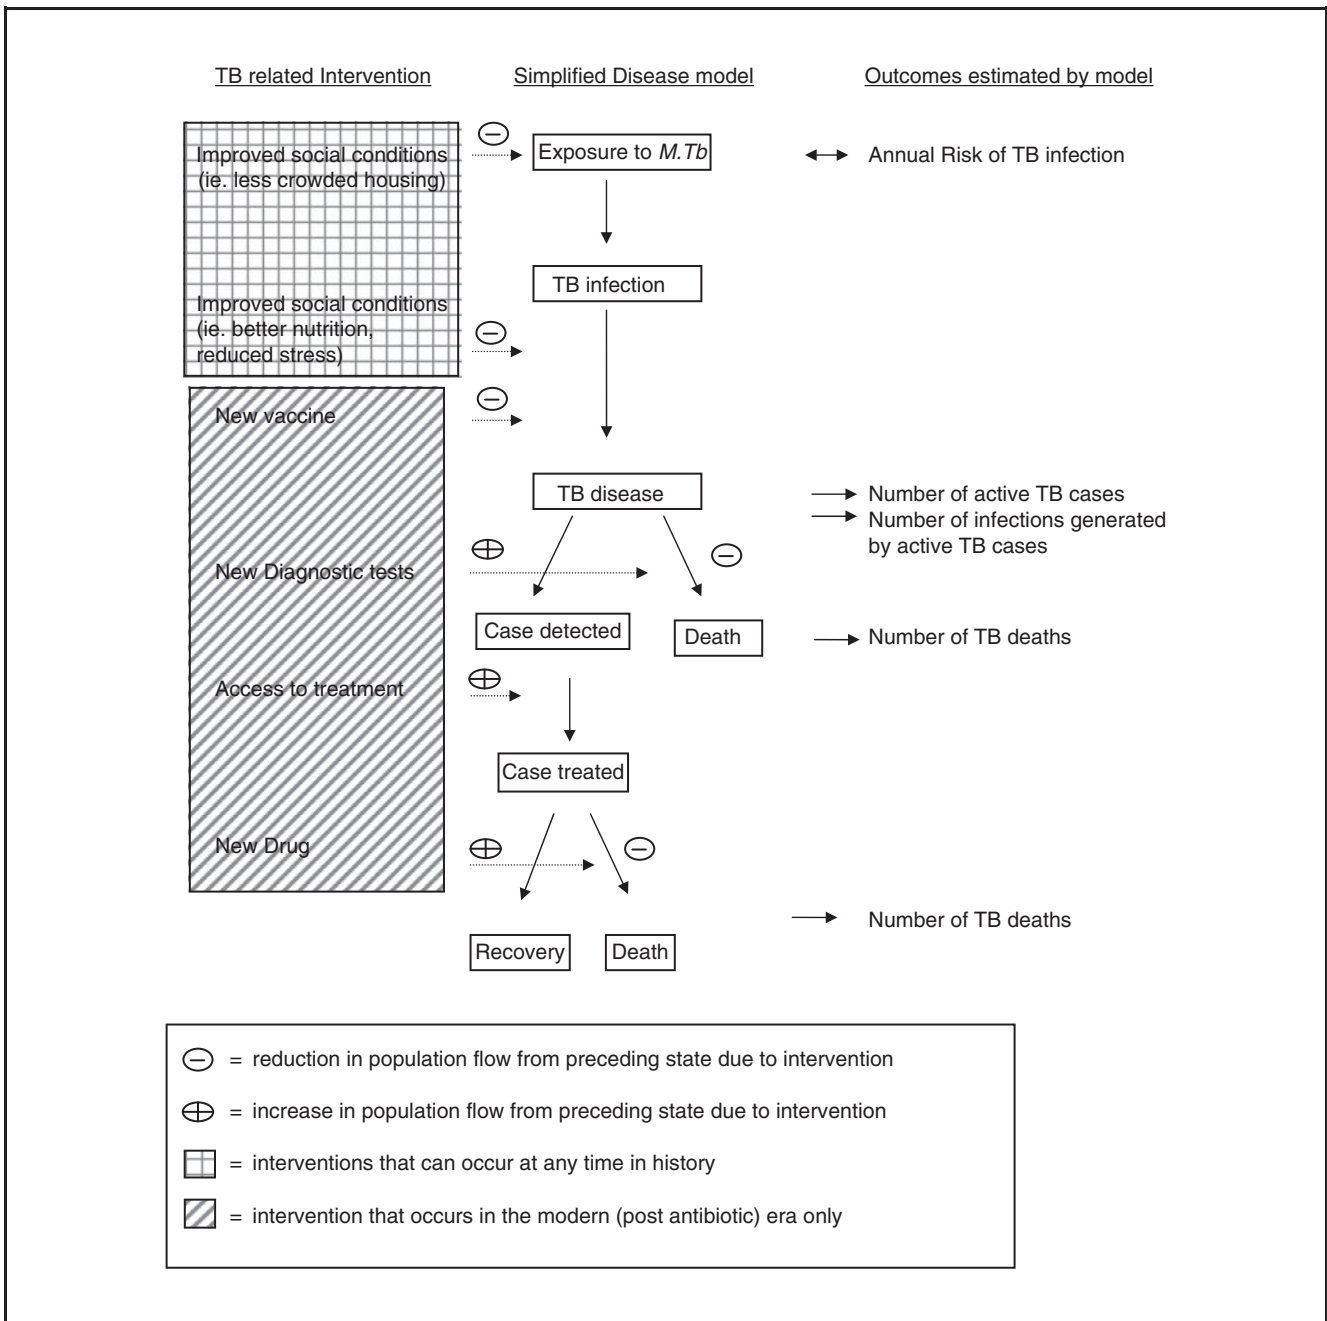 TB related Intervention
Simplified Disease model
Outcomes estimated by model
Improved social conditions
(ie. less crowded housing)
Exposure to M.Tb
Annual Risk of TB infection
TB infection
Improved social conditions
(ie. better nutrition,
reduced stress)
New vaccine
TB disease
Number of active TB cases
Number of infections generated
by active TB cases
New Diagnostic tests
Case detected
Death
Number of TB deaths
Access to treatment
Case treated
New Drug
Number of TB deaths
Recovery
Death
= reduction in population flow from preceding state due to intervention
= increase in population flow from preceding state due to intervention
= interventions that can occur at any time in history
= intervention that occurs in the modern (post antibiotic) era only